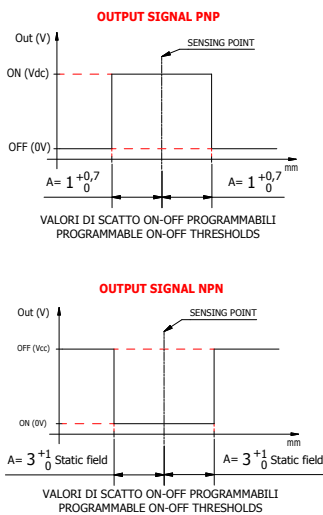 OUTPUT SIGNAL PNP
Out (V)
SENSING POINT
ON (Vdc)
OFF (0V)
mm
A= 1 +0,7 0
A= 1 +0,7 0
VALORI DI SCATTO ON-OFF PROGRAMMABILI
PROGRAMMABLE ON-OFF THRESHOLDS
OUTPUT SIGNAL NPN
Out (V)
SENSING POINT
OFF (Vcc)
ON (0V)
mm
A= 3 +1 0 Static field
A= 3 +1 0 Static field
VALORI DI SCATTO ON-OFF PROGRAMMABILI
PROGRAMMABLE ON-OFF THRESHOLDS